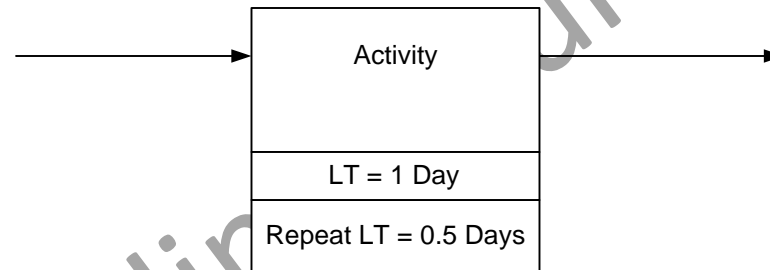 Activity
LT = 1 Day
Repeat LT = 0.5 Days